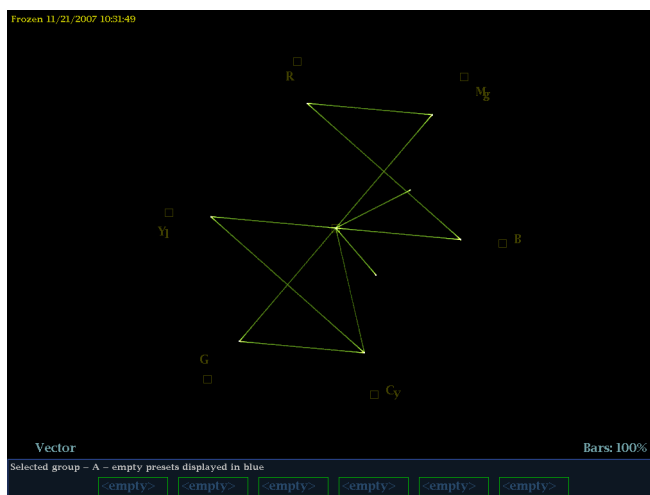 Frozen 11/21/2007 10:31:49
R
Mg
Yl
B
G
Cy
Vector
Bars: 100%
Selected group – A – empty presets displayed in blue
<empty> <empty> <empty> <empty> <empty> <empty>